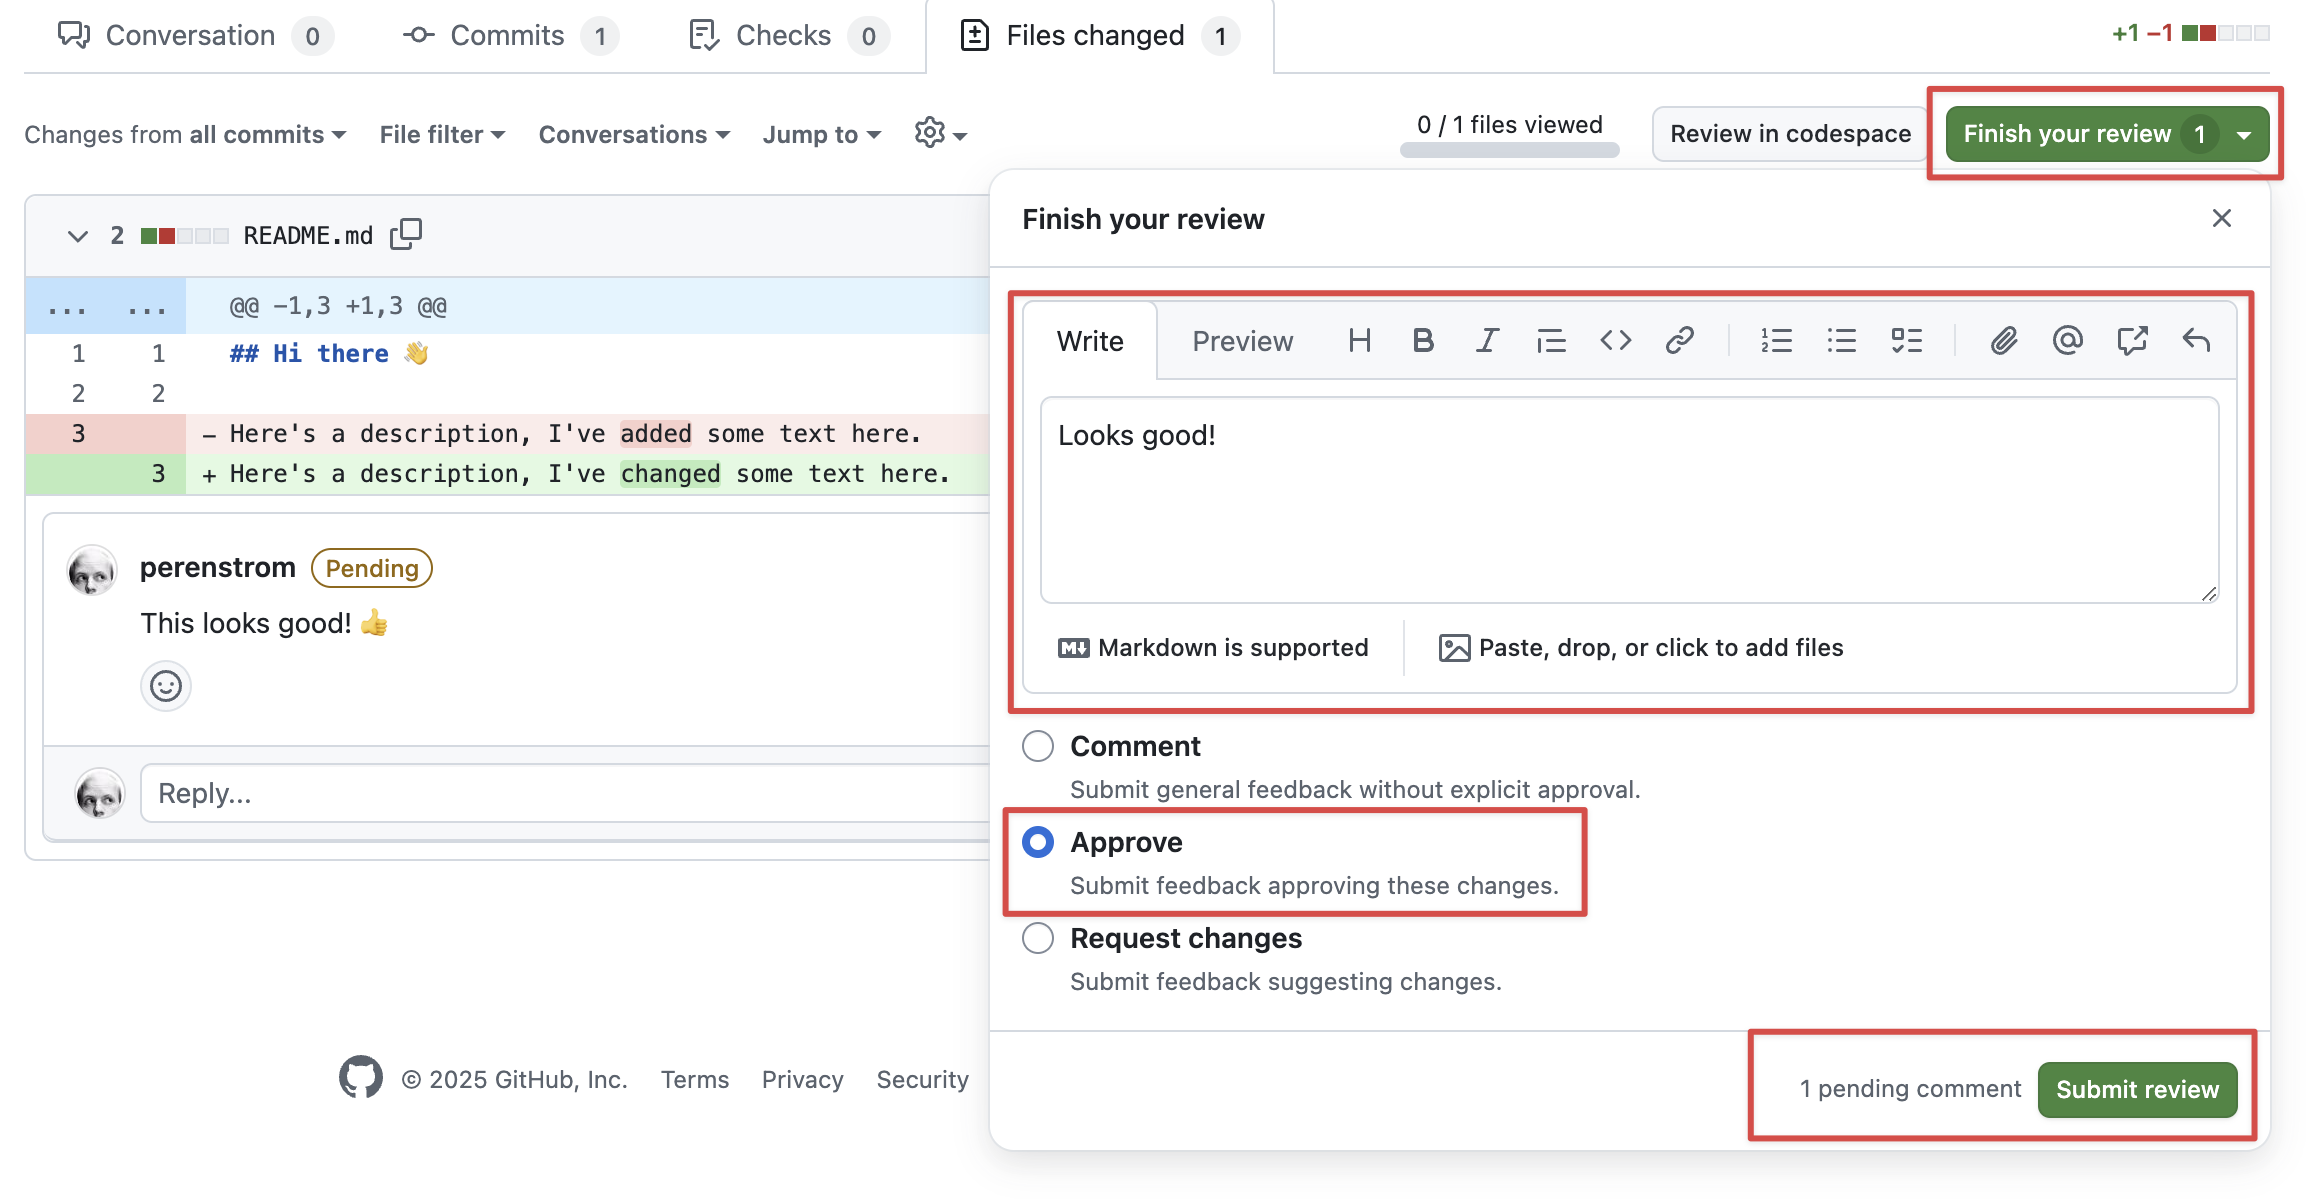 Conversation 0 Commits 1 Checks 0 Files changed 1 +1 −1
Changes from all commits File filter Conversations Jump to 0 / 1 files viewed Review in codespace Finish your review 1
2 README.md
... ... @@ −1,3 +1,3 @@
1 1 ## Hi there 👋
2 2
3 − Here's a description, I've added some text here.
3 + Here's a description, I've changed some text here.
perenstrom Pending
This looks good! 👍
Reply...
Finish your review
Write Preview
Looks good!
Markdown is supported Paste, drop, or click to add files
Comment
Submit general feedback without explicit approval.
Approve
Submit feedback approving these changes.
Request changes
Submit feedback suggesting changes.
1 pending comment Submit review
© 2025 GitHub, Inc. Terms Privacy Security